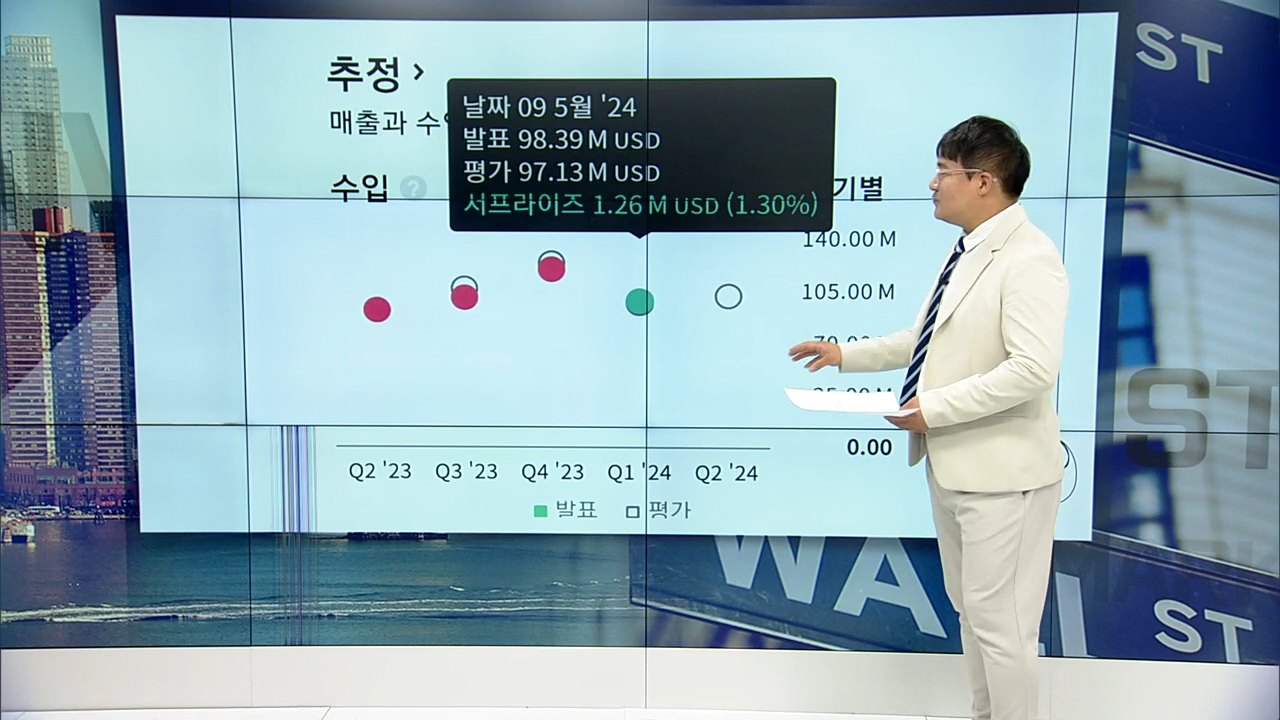 ST
추정 >
매출과 수
날짜 09 5월 '24
발표 98.39 M USD
평가 97.13 M USD
서프라이즈 1.26 M USD (1.30%)
수입 ?
기별
140.00 M
105.00 M
0.00
Q2 '23 Q3 '23 Q4 '23 Q1 '24 Q2 '24
발표 평가
ST
WALL ST